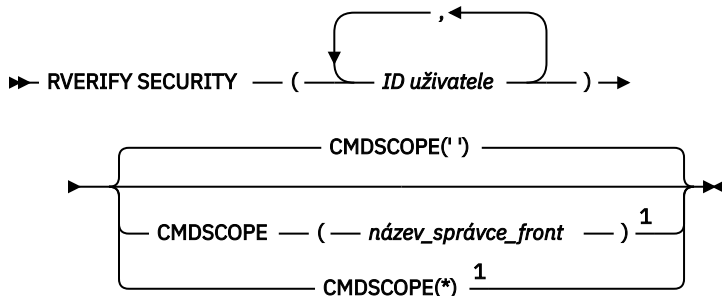 ,
RVERIFY SECURITY ( ID uživatele )
CMDSCOPE(' ')
CMDSCOPE ( název_správce_front ) 1
CMDSCOPE(*) 1